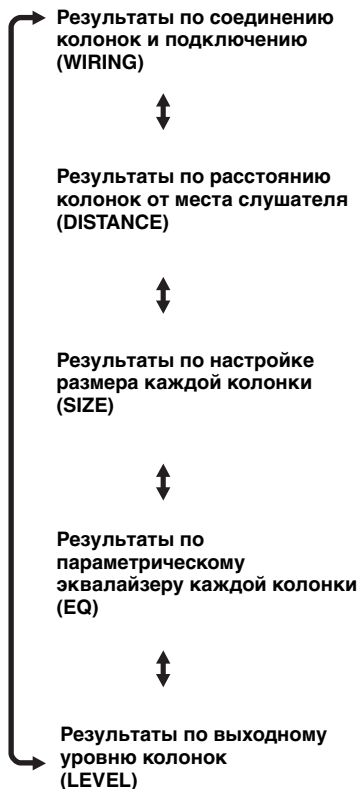 Результаты по соединению
колонок и подключению
(WIRING)
Результаты по расстоянию
колонок от места слушателя
(DISTANCE)
Результаты по настройке
размера каждой колонки
(SIZE)
Результаты по
параметрическому
эквалайзеру каждой колонки
(EQ)
Результаты по выходному
уровню колонок
(LEVEL)